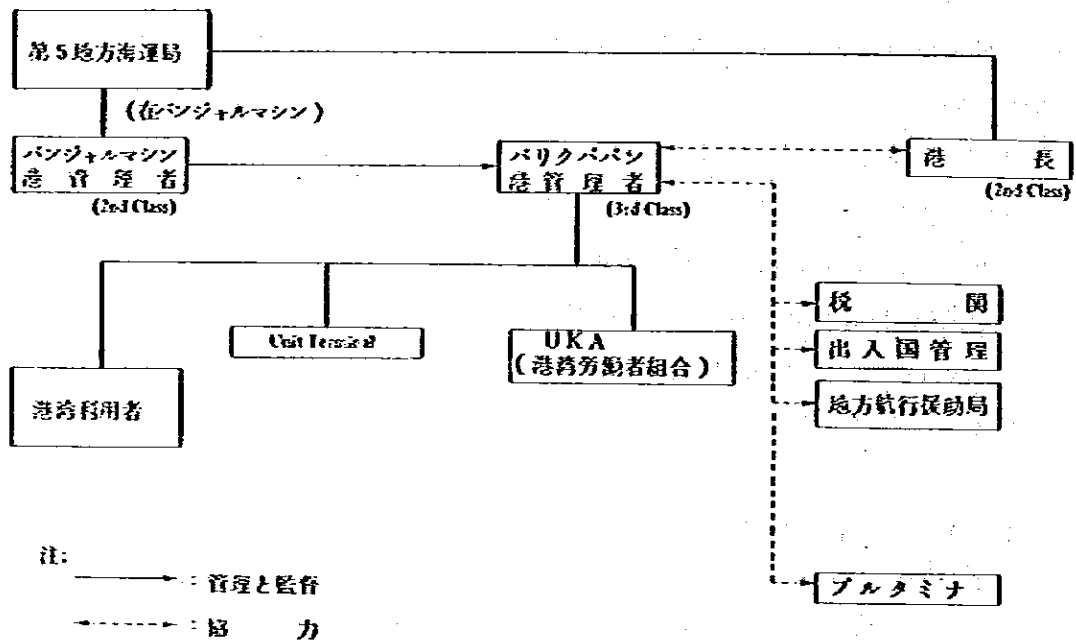 第5地方海運局
(在バンジャルマシン)
バンジャルマシン
港管理者
(2nd Class)
バリクパパン
港管理者
(3rd Class)
港長
(2nd Class)
税関
出入国管理
地方航行援助局
Unit Terminal
UKA
(港湾労働者組合)
港湾利用者
プルタミナ
注:
: 管理と監督
: 協力